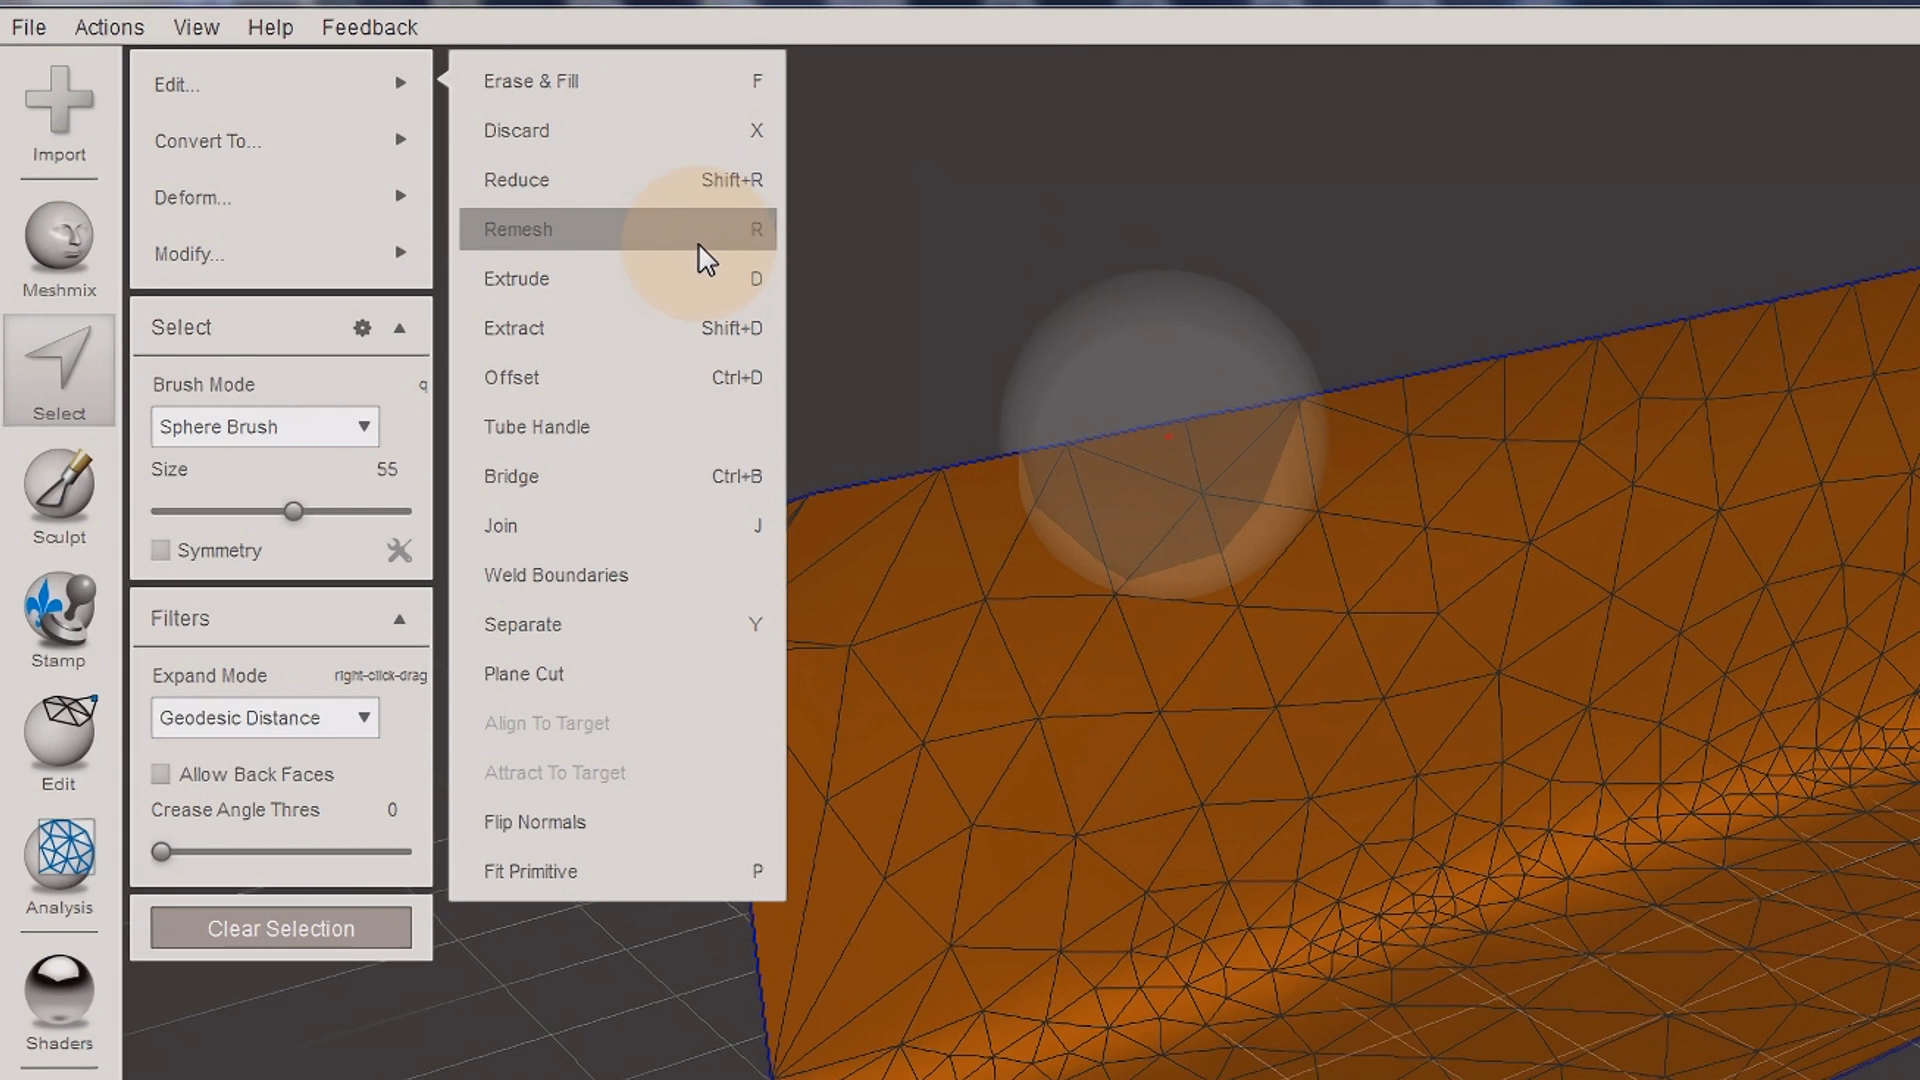 File Actions View Help Feedback
Import
Meshmix
Select
Sculpt
Stamp
Edit
Analysis
Shaders
Edit...
Convert To...
Deform...
Modify...
Select
Brush Mode q
Sphere Brush
Size 55
Symmetry
Filters
Expand Mode right-click-drag
Geodesic Distance
Allow Back Faces
Crease Angle Thres 0
Clear Selection
Erase & Fill F
Discard X
Reduce Shift+R
Remesh R
Extrude D
Extract Shift+D
Offset Ctrl+D
Tube Handle
Bridge Ctrl+B
Join J
Weld Boundaries
Separate Y
Plane Cut
Align To Target
Attract To Target
Flip Normals
Fit Primitive P